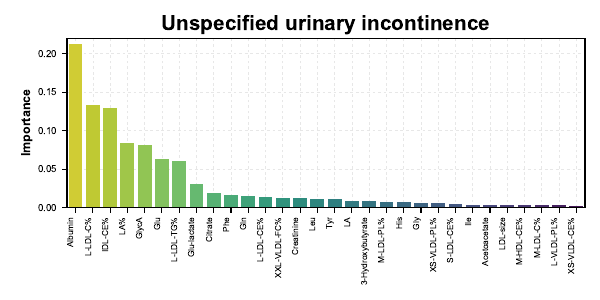 Unspecified urinary incontinence
Importance
0.20
0.15
0.10
0.05
0.00
Albumin
L-LDL-C%
IDL-CE%
LA%
GlycA
Glu
L-LDL-TG%
Glu-lactate
Citrate
Phe
Gln
L-LDL-CE%
XXL-VLDL-FC%
Creatinine
Leu
Tyr
LA
3-Hydroxybutyrate
M-LDL-PL%
His
Gly
XS-VLDL-PL%
S-LDL-CE%
Ile
Acetoacetate
LDL-size
M-HDL-CE%
M-LDL-C%
L-VLDL-PL%
XS-VLDL-CE%